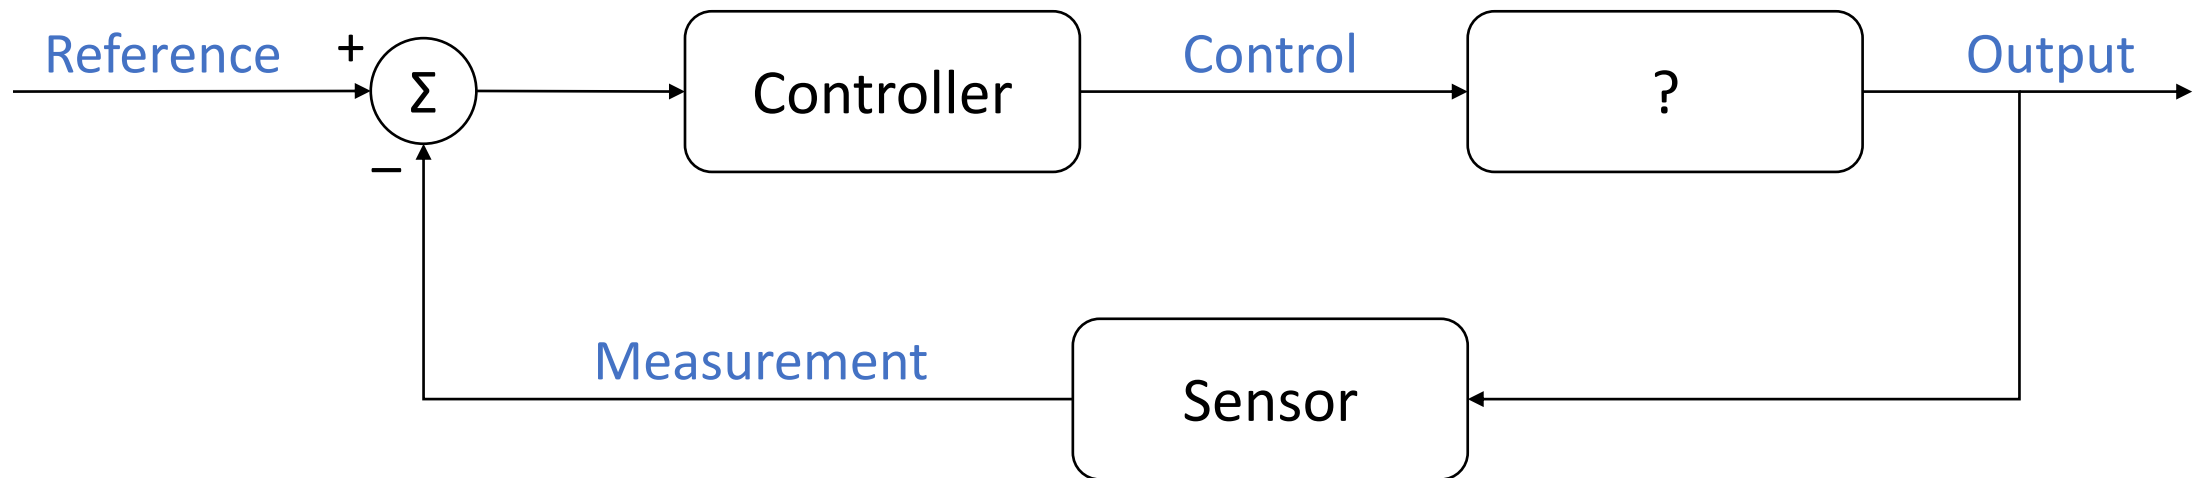 Reference
+
Σ
−
Controller
Control
?
Output
Measurement
Sensor